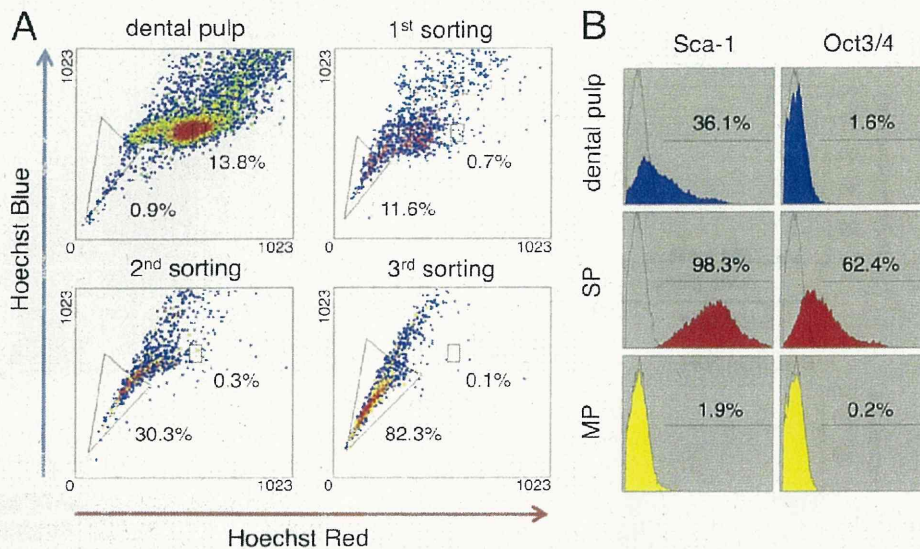 A
B
dental pulp
1st sorting
Sca-1
Oct3/4
1023
13.8%
0.9%
0
1023
1023
0.7%
11.6%
0
1023
Hoechst Blue
2nd sorting
3rd sorting
1023
0.3%
30.3%
0
1023
1023
0.1%
82.3%
0
1023
Hoechst Red
dental pulp
36.1%
1.6%
SP
98.3%
62.4%
MP
1.9%
0.2%